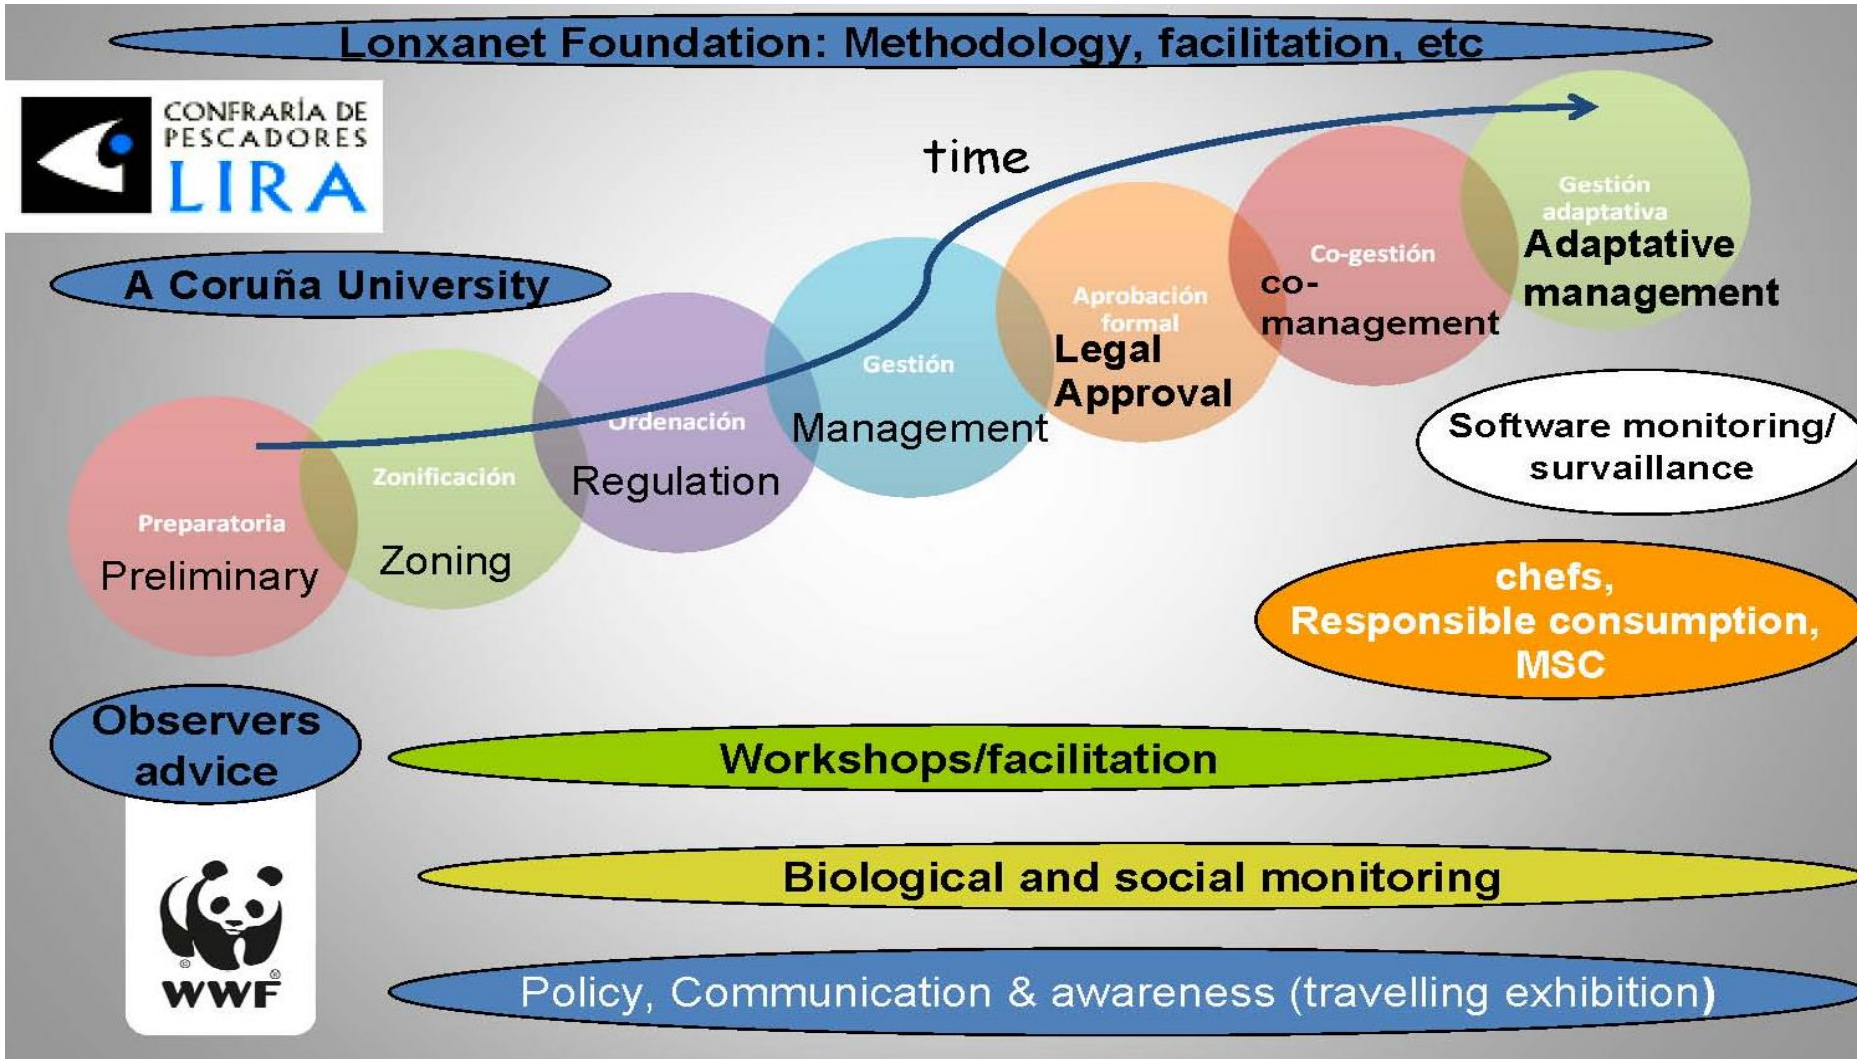 Lonxanet Foundation: Methodology, facilitation, etc
CONFRARÍA DE
PESCADORES
LIRA
time
A Coruña University
Gestión
adaptativa
Adaptative
management
Co-gestión
co-
management
Aprobación
formal
Legal
Approval
Gestión
Management
Ordenación
Regulation
Zonificación
Zoning
Preparatoria
Preliminary
Software monitoring/
survaillance
chefs,
Responsible consumption,
MSC
Observers
advice
Workshops/facilitation
Biological and social monitoring
® ®
WWF
Policy, Communication & awareness (travelling exhibition)